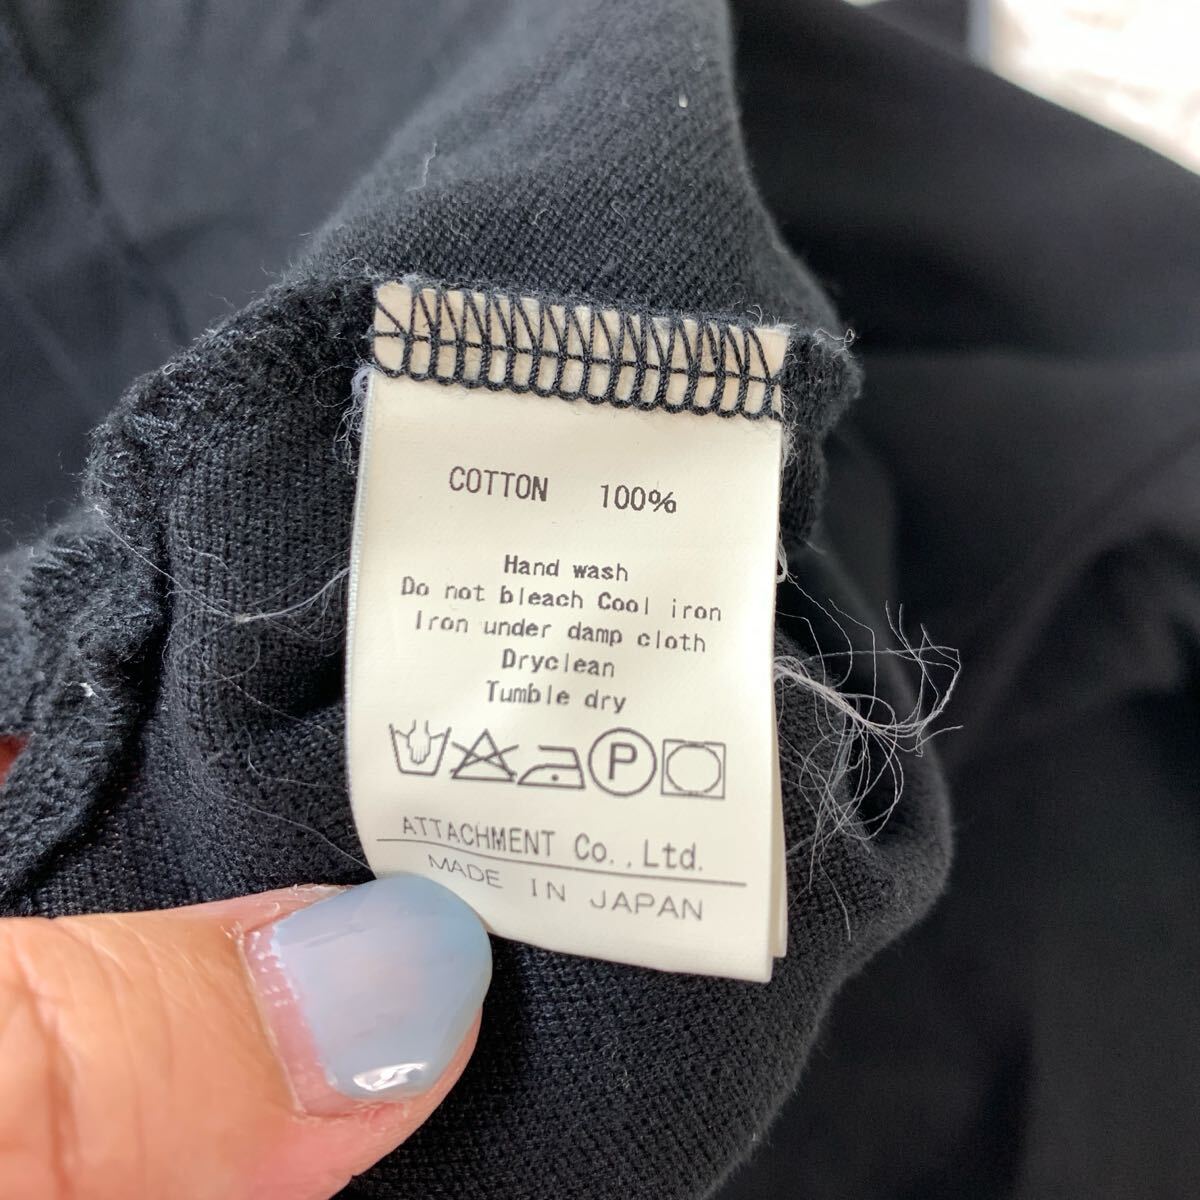 COTTON 100%
Hand wash
Do not bleach Cool iron
Iron under damp cloth
Dryclean
Tumble dry
P
ATTACHMENT Co.,Ltd.
MADE IN JAPAN